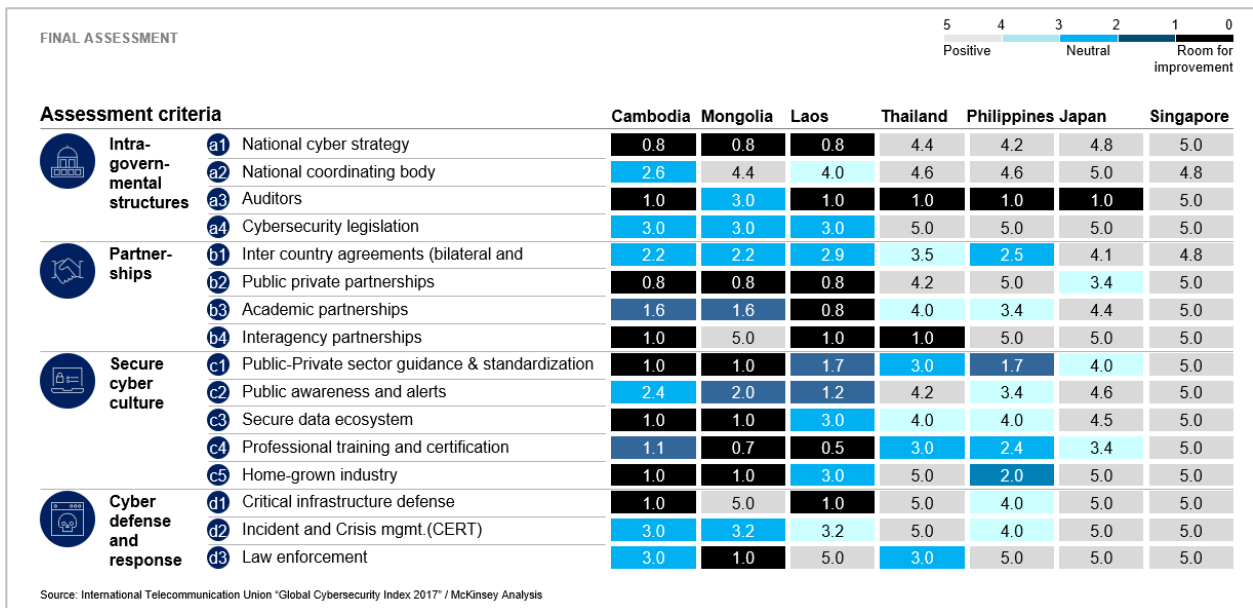 FINAL ASSESSMENT
5 4 3 2 1 0
Positive Neutral Room for
improvement
Assessment criteria
Cambodia Mongolia Laos Thailand Philippines Japan Singapore
Intra-
govern-
mental
structures
a1 National cyber strategy 0.8 0.8 0.8 4.4 4.2 4.8 5.0
a2 National coordinating body 2.6 4.4 4.0 4.6 4.6 5.0 4.8
a3 Auditors 1.0 3.0 1.0 1.0 1.0 1.0 5.0
a4 Cybersecurity legislation 3.0 3.0 3.0 5.0 5.0 5.0 5.0
Partner-
ships
b1 Inter country agreements (bilateral and 2.2 2.2 2.9 3.5 2.5 4.1 4.8
b2 Public private partnerships 0.8 0.8 0.8 4.2 5.0 3.4 5.0
b3 Academic partnerships 1.6 1.6 0.8 4.0 3.4 4.4 5.0
b4 Interagency partnerships 1.0 5.0 1.0 1.0 5.0 5.0 5.0
Secure
cyber
culture
c1 Public-Private sector guidance & standardization 1.0 1.0 1.7 3.0 1.7 4.0 5.0
c2 Public awareness and alerts 2.4 2.0 1.2 4.2 3.4 4.6 5.0
c3 Secure data ecosystem 1.0 1.0 3.0 4.0 4.0 4.5 5.0
c4 Professional training and certification 1.1 0.7 0.5 3.0 2.4 3.4 5.0
c5 Home-grown industry 1.0 1.0 3.0 5.0 2.0 5.0 5.0
Cyber
defense
and
response
d1 Critical infrastructure defense 1.0 5.0 1.0 5.0 4.0 5.0 5.0
d2 Incident and Crisis mgmt.(CERT) 3.0 3.2 3.2 5.0 4.0 5.0 5.0
d3 Law enforcement 3.0 1.0 5.0 3.0 5.0 5.0 5.0
Source: International Telecommunication Union “Global Cybersecurity Index 2017” / McKinsey Analysis